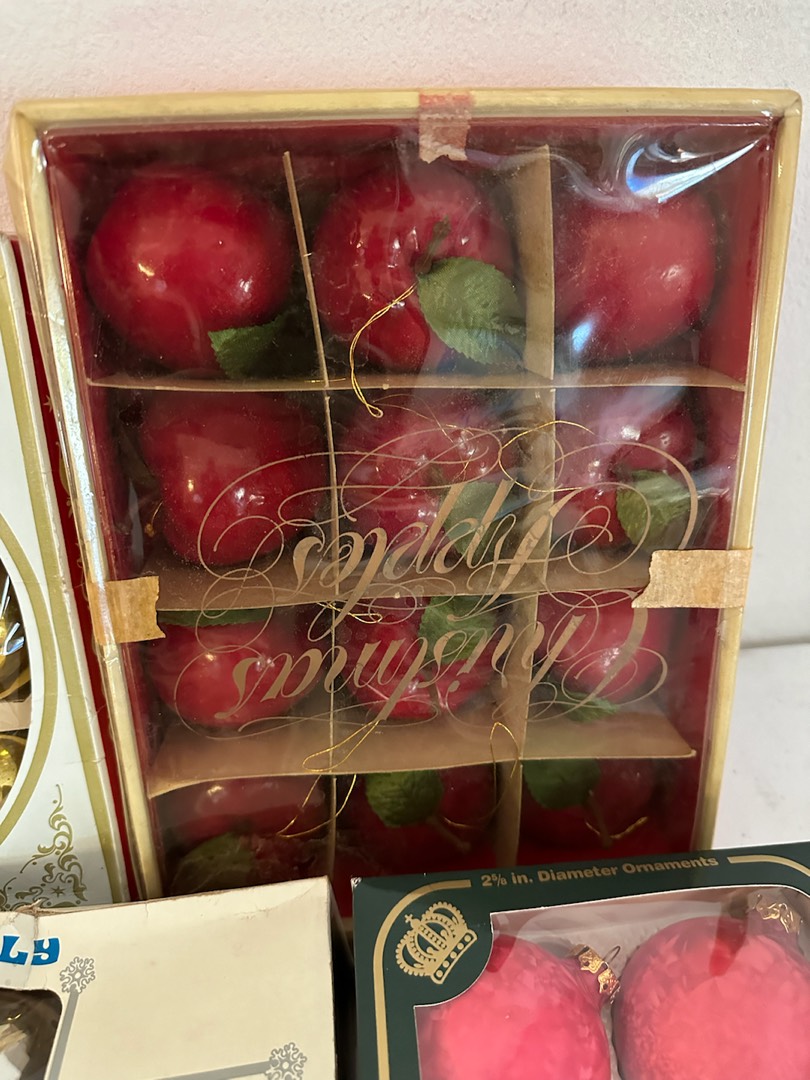 Christmas
Apples
2⅝ in. Diameter Ornaments
LY